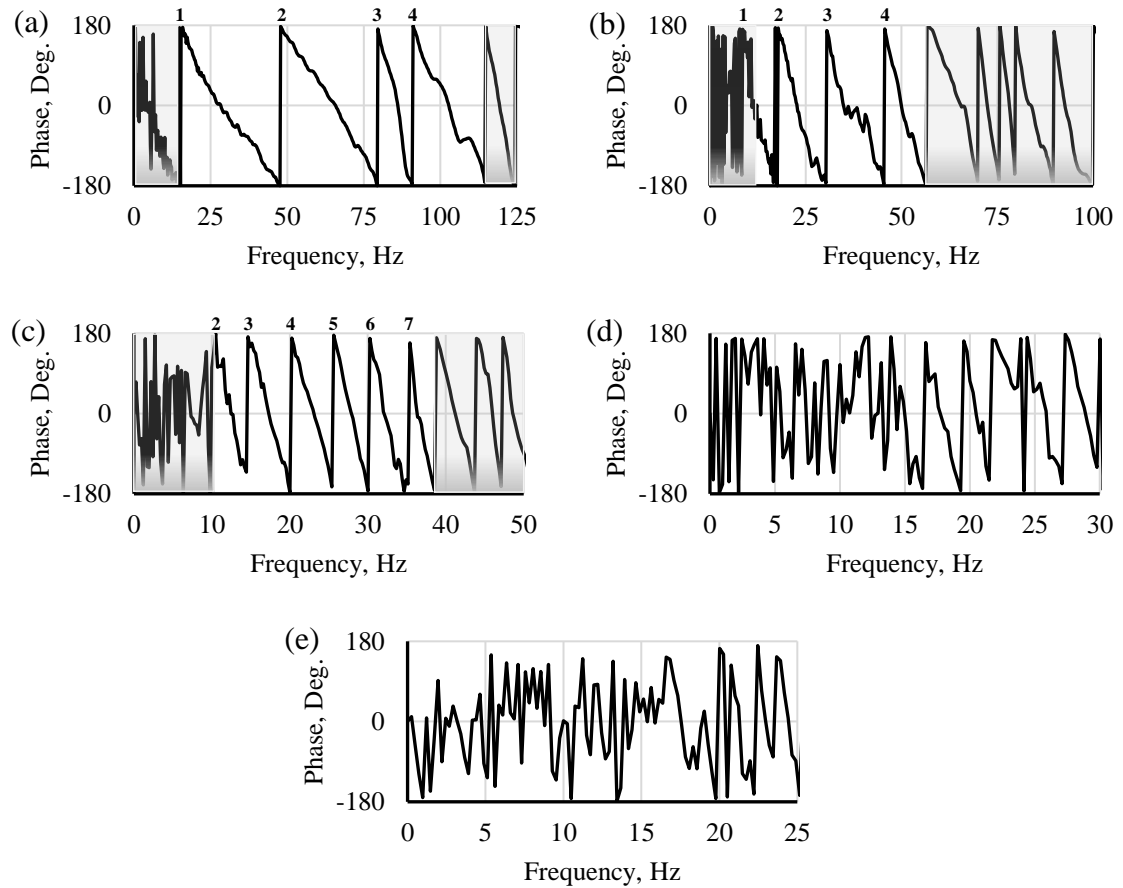 (a)
Phase, Deg.
180
0
-180
1 2 3 4
0 25 50 75 100 125
Frequency, Hz
(b)
Phase, Deg.
180
0
-180
1 2 3 4
0 25 50 75 100
Frequency, Hz
(c)
Phase, Deg.
180
0
-180
2 3 4 5 6 7
0 10 20 30 40 50
Frequency, Hz
(d)
Phase, Deg.
180
0
-180
0 5 10 15 20 25 30
Frequency, Hz
(e)
Phase, Deg.
180
0
-180
0 5 10 15 20 25
Frequency, Hz